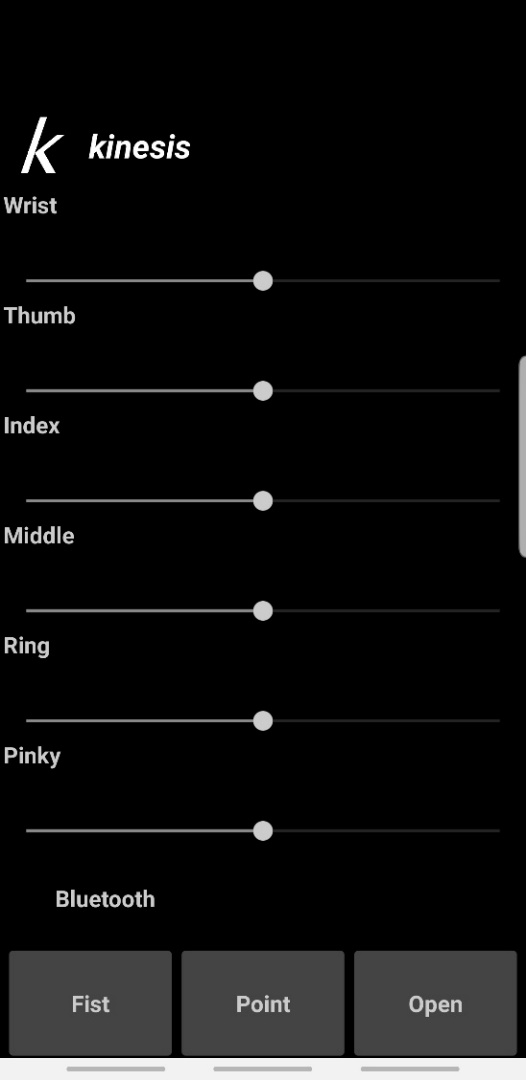 k kinesis
Wrist
Thumb
Index
Middle
Ring
Pinky
Bluetooth
Fist Point Open